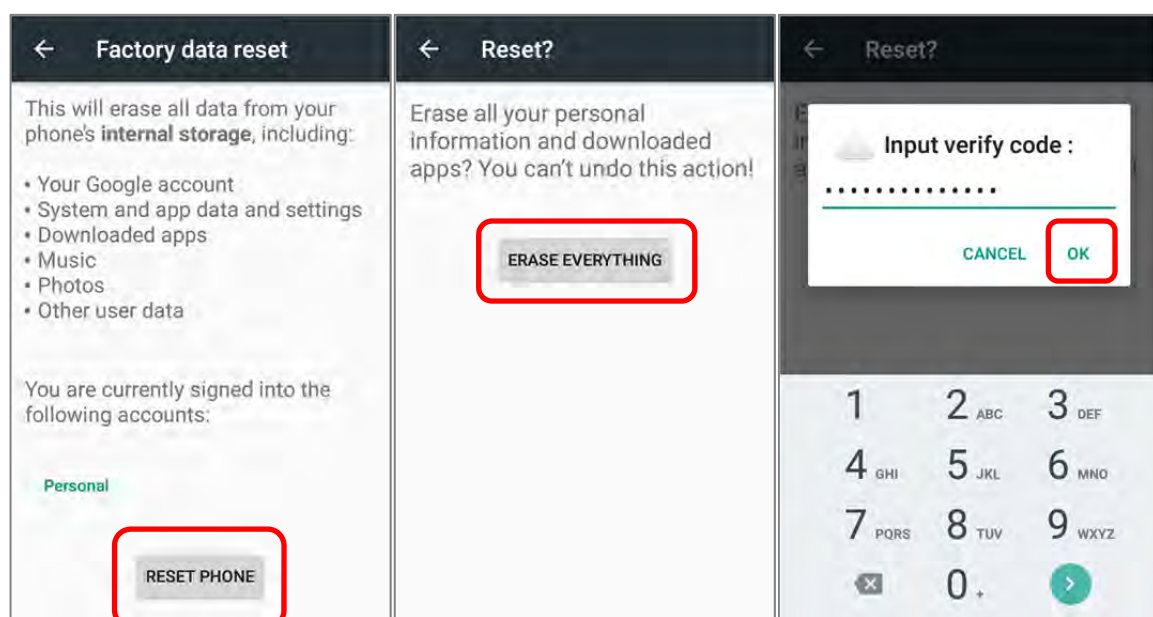 Factory data reset
This will erase all data from your
phone's internal storage, including:
• Your Google account
• System and app data and settings
• Downloaded apps
• Music
• Photos
• Other user data
You are currently signed into the
following accounts:
Personal
RESET PHONE
Reset?
Erase all your personal
information and downloaded
apps? You can't undo this action!
ERASE EVERYTHING
Reset?
Input verify code :
••••••••••••••
CANCEL OK
1 2 ABC 3 DEF
4 GHI 5 JKL 6 MNO
7 PQRS 8 TUV 9 WXYZ
0 +